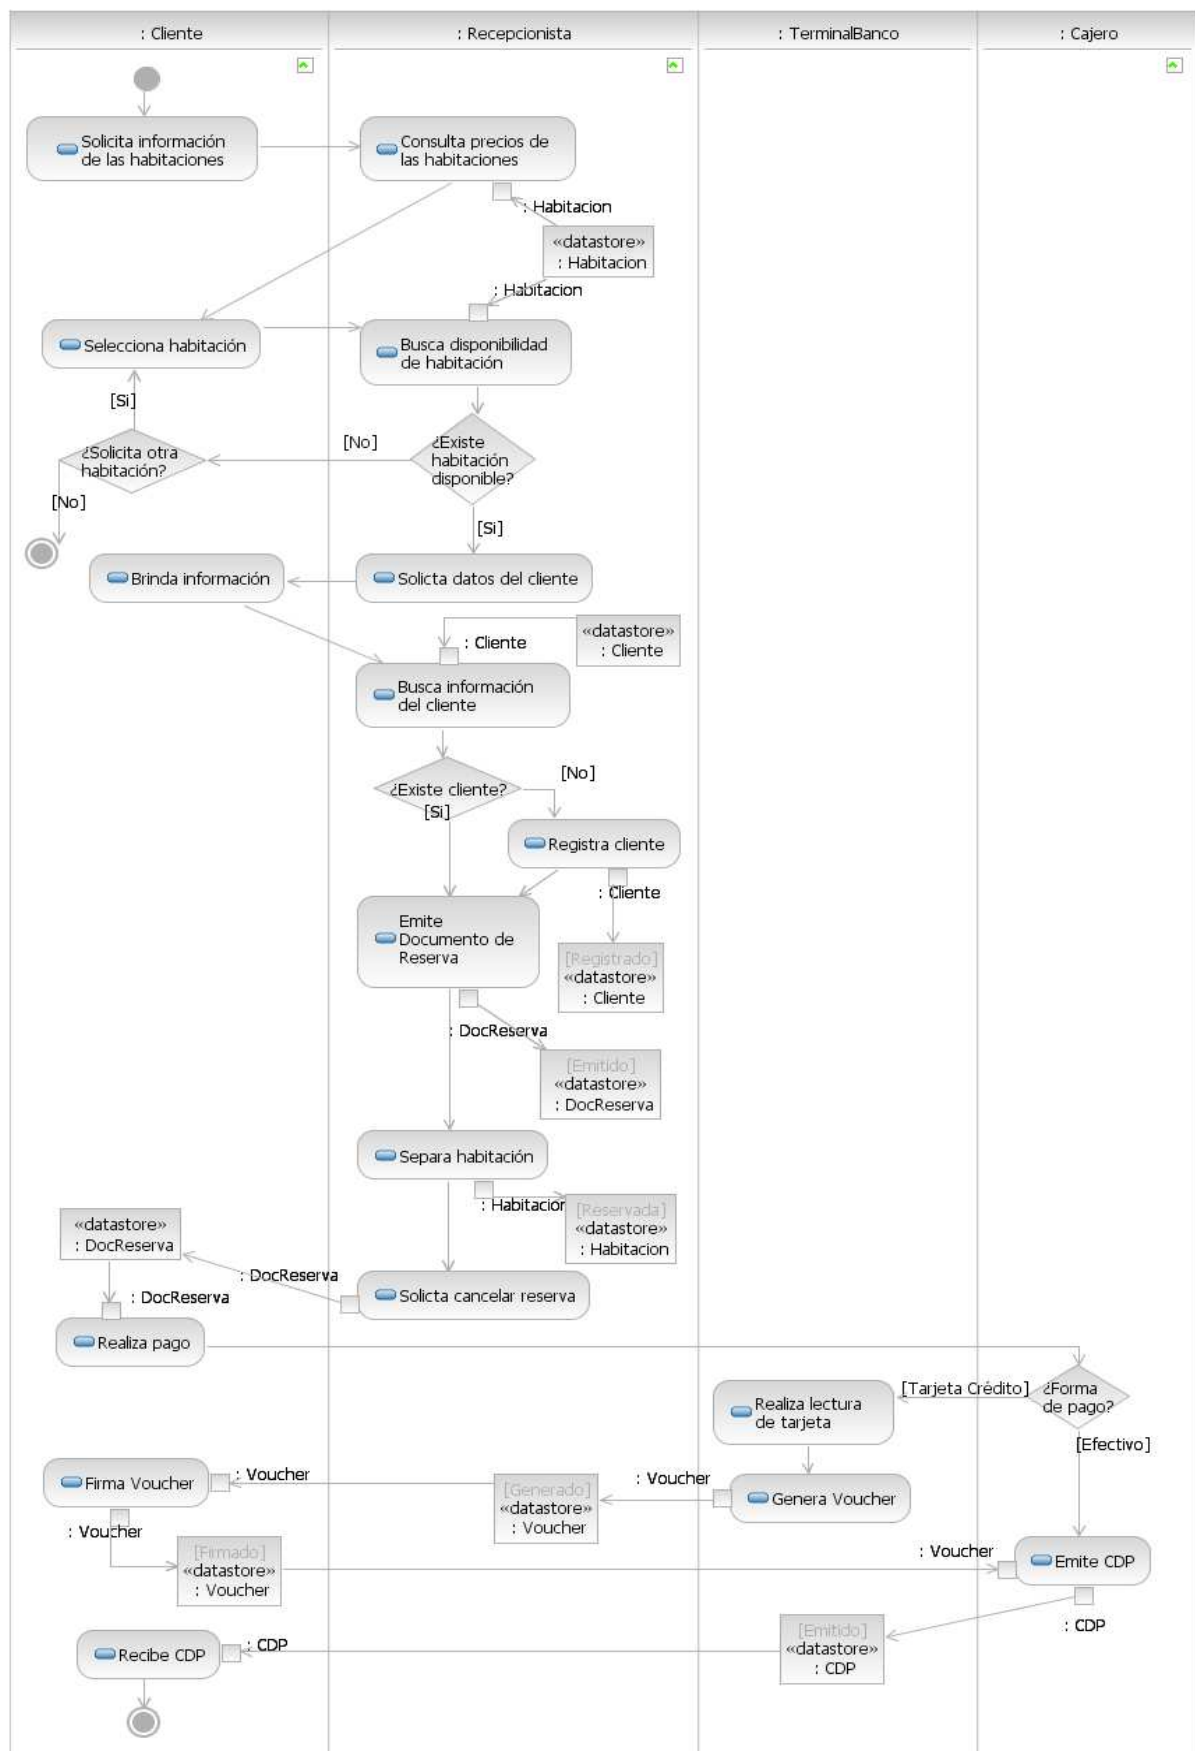 : Cliente
: Recepcionista
: TerminalBanco
: Cajero
Solicita información
de las habitaciones
Consulta precios de
las habitaciones
: Habitacion
«datastore»
: Habitacion
: Habitacion
Selecciona habitación
Busca disponibilidad
de habitación
[Si]
¿Solicita otra
habitación?
[No]
¿Existe
habitación
disponible?
[No]
[Si]
Brinda información
Solicta datos del cliente
: Cliente
«datastore»
: Cliente
Busca información
del cliente
¿Existe cliente?
[No]
[Si]
Registra cliente
: Cliente
Emite
Documento de
Reserva
[Registrado]
«datastore»
: Cliente
: DocReserva
[Emitido]
«datastore»
: DocReserva
Separa habitación
: Habitacion
[Reservada]
«datastore»
: Habitacion
«datastore»
: DocReserva
: DocReserva
: DocReserva
Solicta cancelar reserva
Realiza pago
[Tarjeta Crédito]
¿Forma
de pago?
Realiza lectura
de tarjeta
[Efectivo]
Firma Voucher
: Voucher
[Generado]
«datastore»
: Voucher
: Voucher
Genera Voucher
: Voucher
[Firmado]
«datastore»
: Voucher
: Voucher
Emite CDP
: CDP
[Emitido]
«datastore»
: CDP
Recibe CDP
: CDP